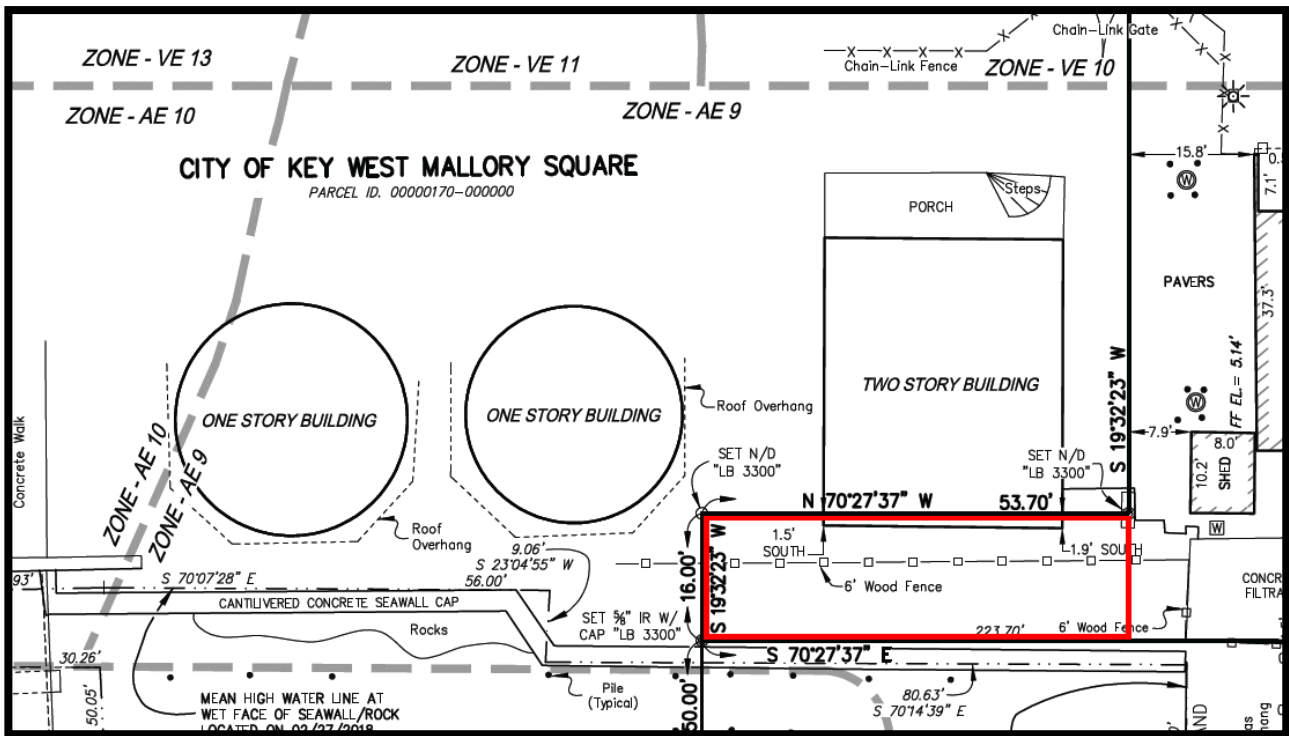 Chain-Link Gate
ZONE - VE 13
ZONE - VE 11
Chain-Link Fence
ZONE - VE 10
ZONE - AE 10
ZONE - AE 9
CITY OF KEY WEST MALLORY SQUARE
PARCEL ID. 00000170-000000
15.8'
7.1'
W
Steps
PORCH
PAVERS
37.3'
S 19°32'23" W
FF EL.= 5.14'
TWO STORY BUILDING
ONE STORY BUILDING
ONE STORY BUILDING
Roof Overhang
W
7.9'
8.0'
10.2'
SHED
Concrete Walk
ZONE - AE 10
ZONE - AE 9
SET N/D
"LB 3300"
SET N/D
"LB 3300"
N 70°27'37" W
53.70'
Roof
Overhang
1.5'
SOUTH
1.9' SOUTH
W
9.06'
S 23°04'55" W
16.00'
S 19°32'23" W
6' Wood Fence
S 70°07'28" E
56.00'
93'
CANTILIVERED CONCRETE SEAWALL CAP
SET ⅝" IR W/
CAP "LB 3300"
Rocks
223.70'
6' Wood Fence
S 70°27'37" E
30.26'
50.05'
MEAN HIGH WATER LINE AT
WET FACE OF SEAWALL/ROCK
LOCATED ON 02/27/2018
Pile
(Typical)
50.00'
80.63'
S 70°14'39" E